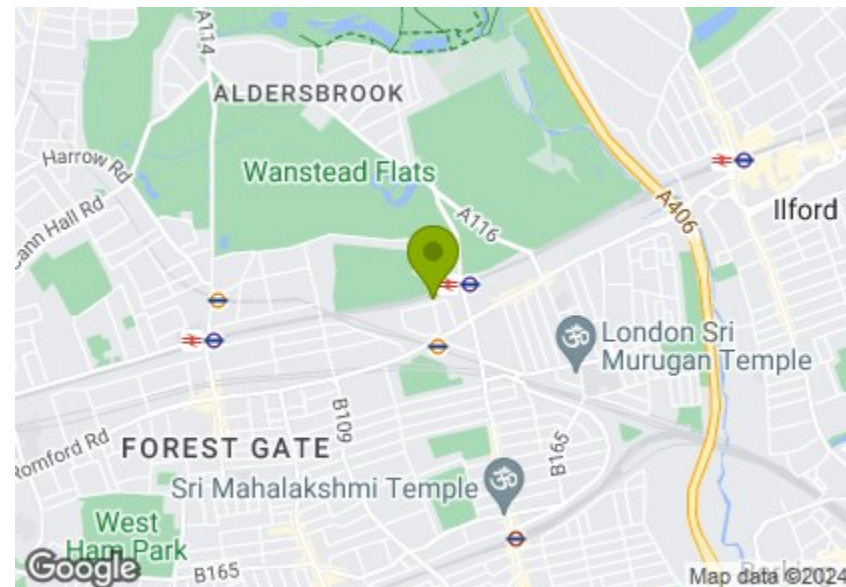 A114
ALDERSBROOK
Harrow Rd
Wanstead Flats
ann Hall Rd
A116
A406
Ilford
ॐ
London Sri
Murugan Temple
B109
B165
FOREST GATE
Romford Rd
Sri Mahalakshmi Temple
ॐ
West
Ham Park
B165
Google
Map data ©2024